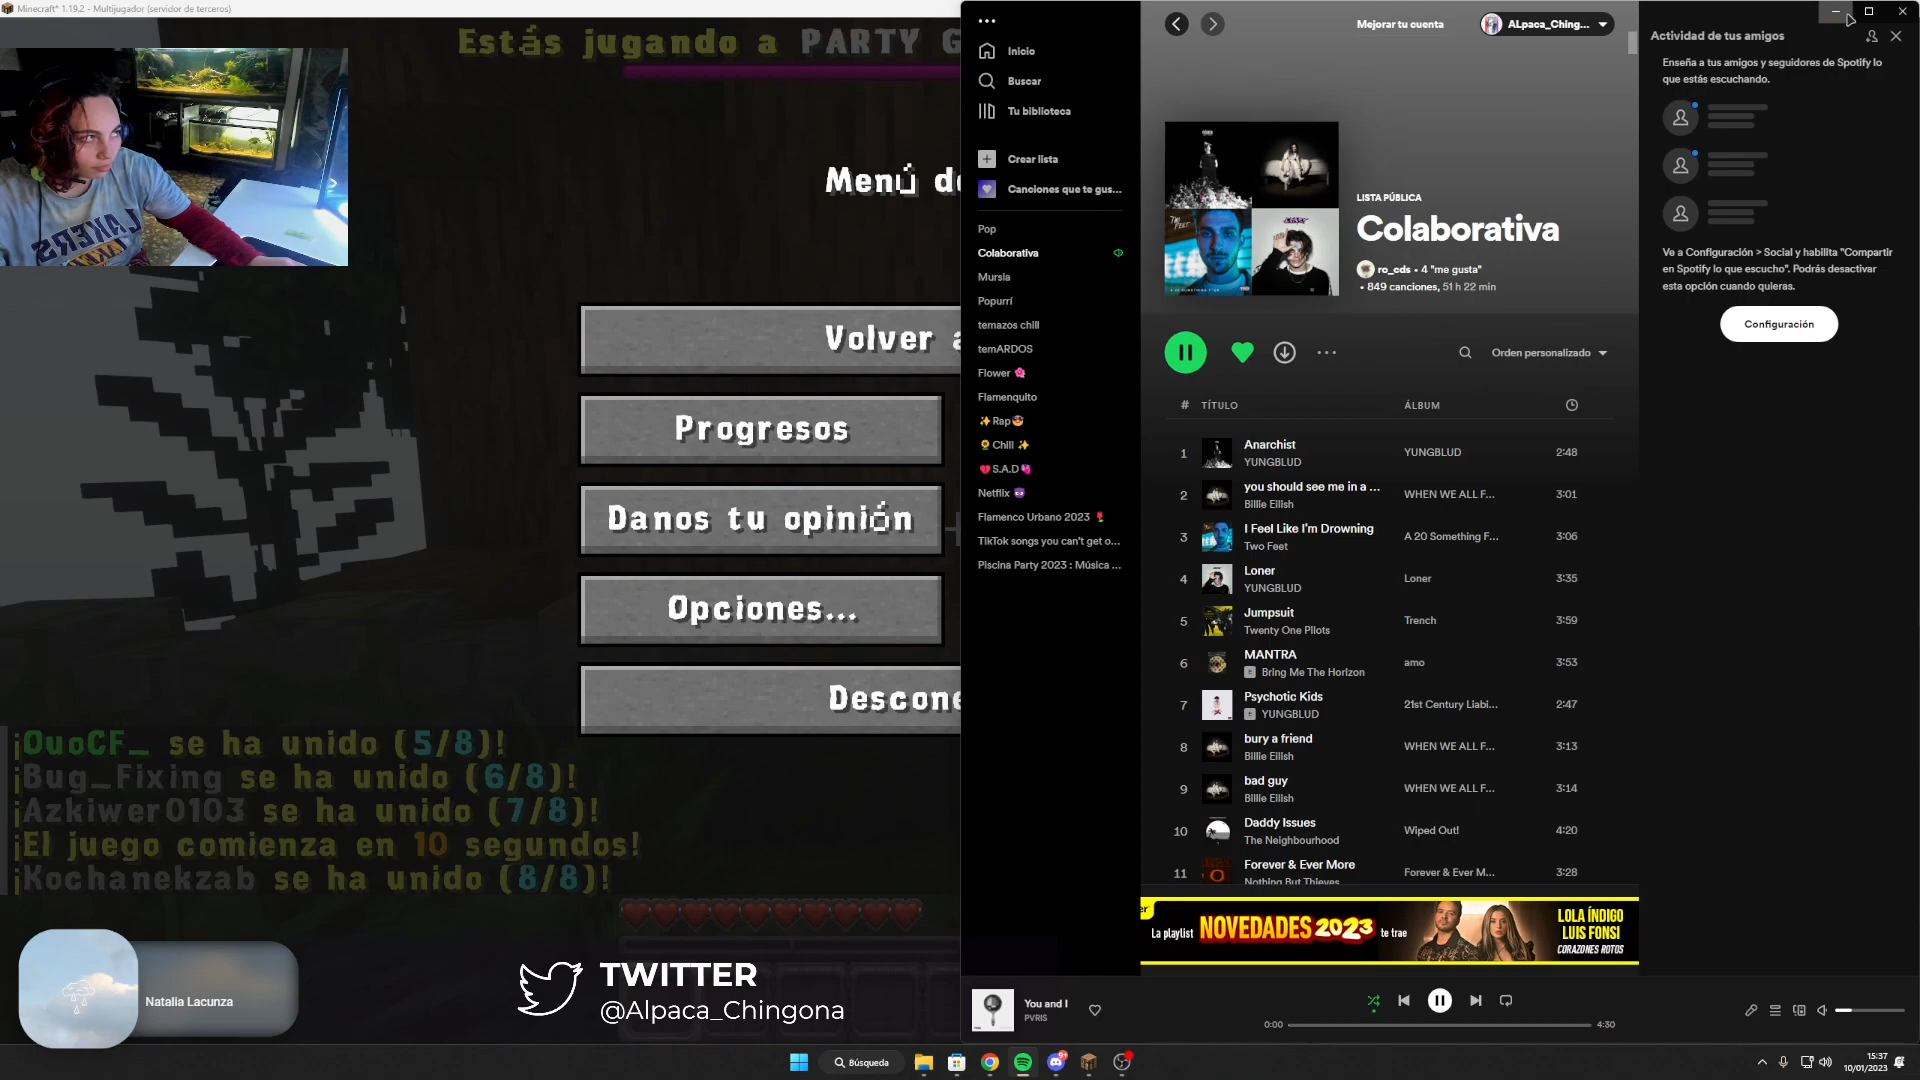 Minecraft* 1.19.2 - Multijugador (servidor de terceros)
Estás jugando a PARTY G
LAKERS
Menú de
Volver a
Progresos
Danos tu opinión
Opciones...
Descone
¡OuoCF_ se ha unido (5/8)!
¡Bug_Fixing se ha unido (6/8)!
¡Azkiwer0103 se ha unido (7/8)!
¡El juego comienza en 10 segundos!
¡Kochanekzab se ha unido (8/8)!
Natalia Lacunza
TWITTER
@Alpaca_Chingona
Inicio
Buscar
Tu biblioteca
Crear lista
Canciones que te gus...
Pop
Colaborativa
Mursia
Popurrí
temazos chill
temARDOS
Flower 🌺
Flamenquito
✨Rap
🌻Chill ✨
💔S.A.D💘
Netflix 😈
Flamenco Urbano 2023 🌹
TikTok songs you can't get o...
Piscina Party 2023 : Música ...
Mejorar tu cuenta
ALpaca_Ching...
LISTA PÚBLICA
Colaborativa
ro_cds • 4 "me gusta"
• 849 canciones, 51 h 22 min
Orden personalizado
# TÍTULO ÁLBUM
1 Anarchist YUNGBLUD 2:48
YUNGBLUD
2 you should see me in a ... WHEN WE ALL F... 3:01
Billie Eilish
3 I Feel Like I'm Drowning A 20 Something F... 3:06
Two Feet
4 Loner Loner 3:35
YUNGBLUD
5 Jumpsuit Trench 3:59
Twenty One Pilots
6 MANTRA amo 3:53
E Bring Me The Horizon
7 Psychotic Kids 21st Century Liabi... 2:47
E YUNGBLUD
8 bury a friend WHEN WE ALL F... 3:13
Billie Eilish
9 bad guy WHEN WE ALL F... 3:14
Billie Eilish
10 Daddy Issues Wiped Out! 4:20
The Neighbourhood
11 Forever & Ever More Forever & Ever M... 3:28
Nothing But Thieves
La playlist NOVEDADES 2023 te trae
LOLA ÍNDIGO
LUIS FONSI
CORAZONES ROTOS
You and I
PVRIS
0:00 4:30
Actividad de tus amigos
Enseña a tus amigos y seguidores de Spotify lo
que estás escuchando.
Ve a Configuración > Social y habilita "Compartir
en Spotify lo que escucho". Podrás desactivar
esta opción cuando quieras.
Configuración
Búsqueda
15:37
10/01/2023